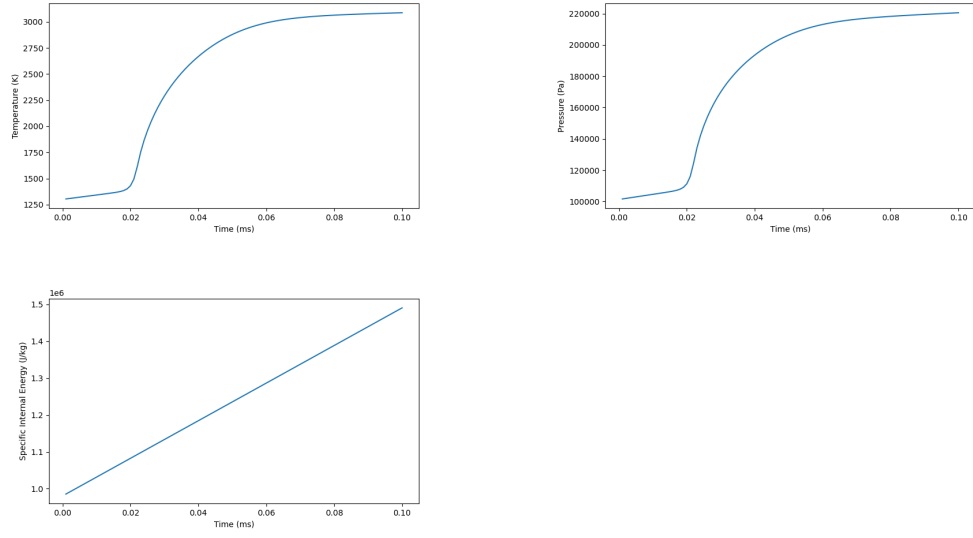 3000
2750
2500
2250
2000
1750
1500
1250
Temperature (K)
0.00 0.02 0.04 0.06 0.08 0.10
Time (ms)
220000
200000
180000
160000
140000
120000
100000
Pressure (Pa)
0.00 0.02 0.04 0.06 0.08 0.10
Time (ms)
1e6
1.5
1.4
1.3
1.2
1.1
1.0
Specific Internal Energy (J/kg)
0.00 0.02 0.04 0.06 0.08 0.10
Time (ms)